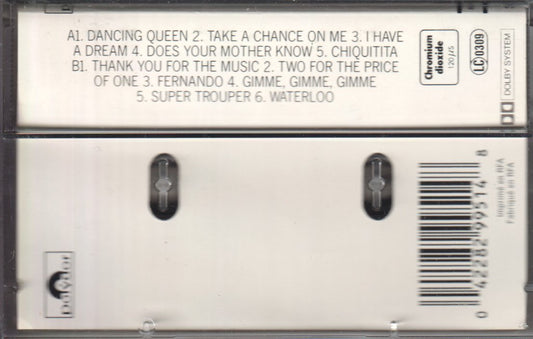 A1. DANCING QUEEN 2. TAKE A CHANCE ON ME 3. I HAVE
A DREAM 4. DOES YOUR MOTHER KNOW 5. CHIQUITITA
B1. THANK YOU FOR THE MUSIC 2. TWO FOR THE PRICE
OF ONE 3. FERNANDO 4. GIMME, GIMME, GIMME
5. SUPER TROUPER 6. WATERLOO
Chromium
dioxide
120 µS
LC 0309
DOLBY SYSTEM
polydor
0 42282 99514 8
Imprimé en RFA
Fabriqué en RFA